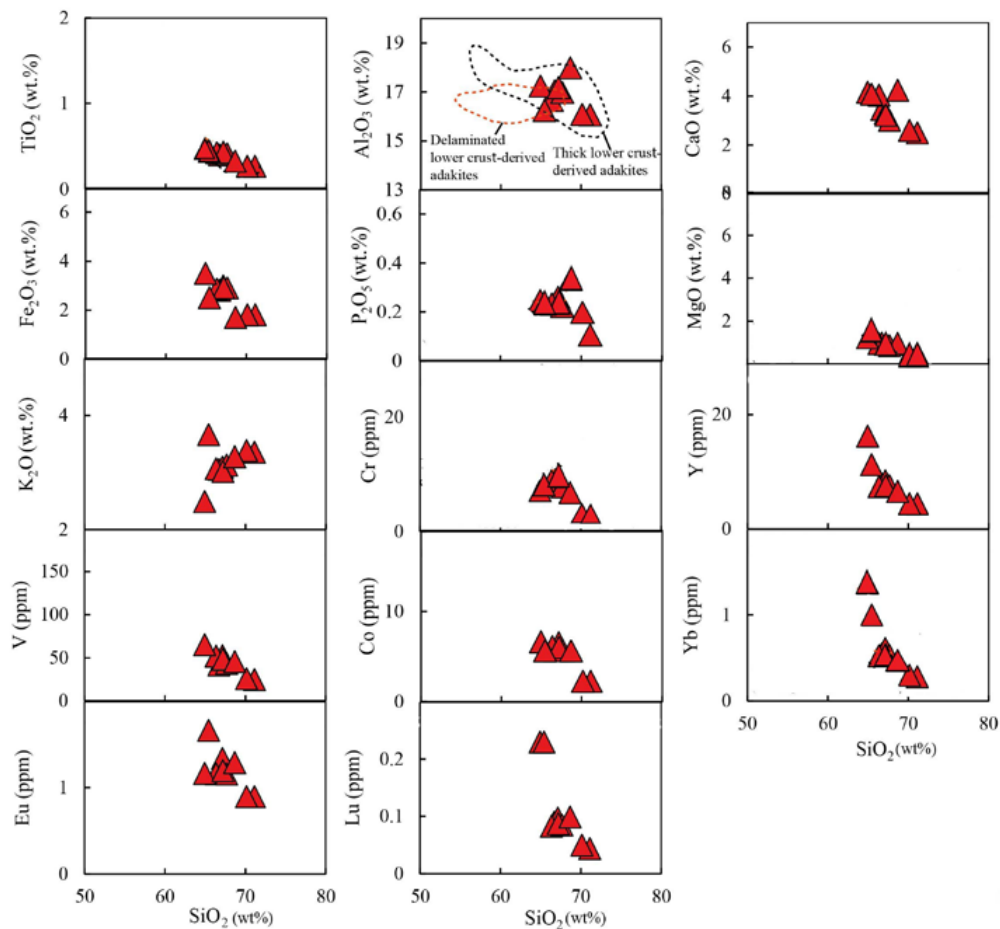 TiO₂ (wt.%)
2
1
0
Al₂O₃ (wt.%)
19
17
16
15
13
Delaminated
lower crust-derived
adakites
Thick lower crust-
derived adakites
CaO (wt.%)
6
4
2
0
Fe₂O₃ (wt.%)
6
4
2
0
P₂O₅ (wt.%)
0.6
0.4
0.2
0
MgO (wt.%)
8
6
4
2
K₂O (wt.%)
4
2
Cr (ppm)
20
0
Y (ppm)
20
0
V (ppm)
2
150
100
50
0
Co (ppm)
10
0
Yb (ppm)
1
0
50
60
70
80
SiO₂ (wt%)
Eu (ppm)
1
0
50
60
70
80
SiO₂ (wt%)
Lu (ppm)
0.2
0.1
0
50
60
70
80
SiO₂ (wt%)